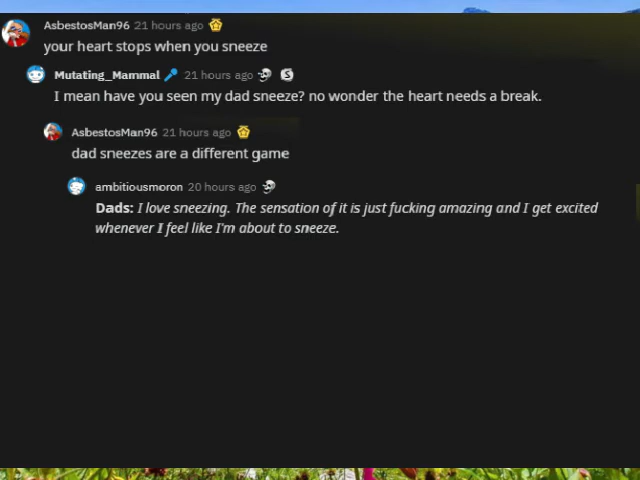 AsbestosMan96 21 hours ago
your heart stops when you sneeze
Mutating_Mammal 21 hours ago
I mean have you seen my dad sneeze? no wonder the heart needs a break.
AsbestosMan96 21 hours ago
dad sneezes are a different game
ambitiousmoron 20 hours ago
Dads: I love sneezing. The sensation of it is just fucking amazing and I get excited
whenever I feel like I'm about to sneeze.